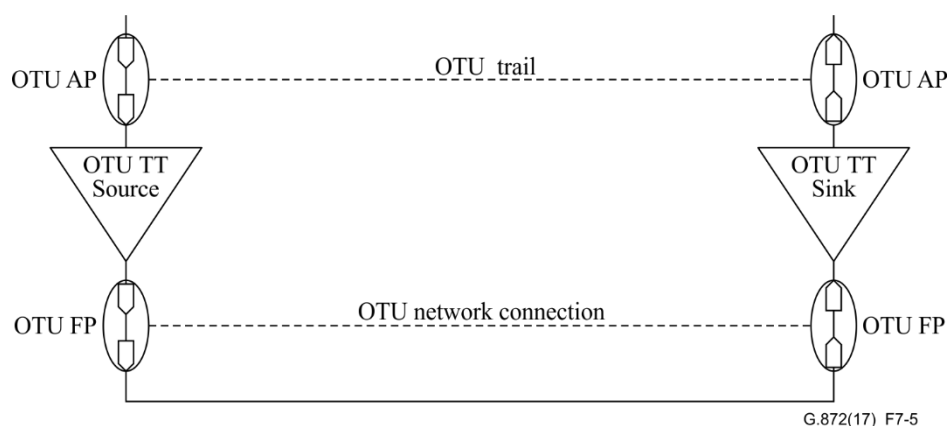 OTU AP
OTU trail
OTU AP
OTU TT
Source
OTU TT
Sink
OTU FP
OTU network connection
OTU FP
G.872(17)_F7-5